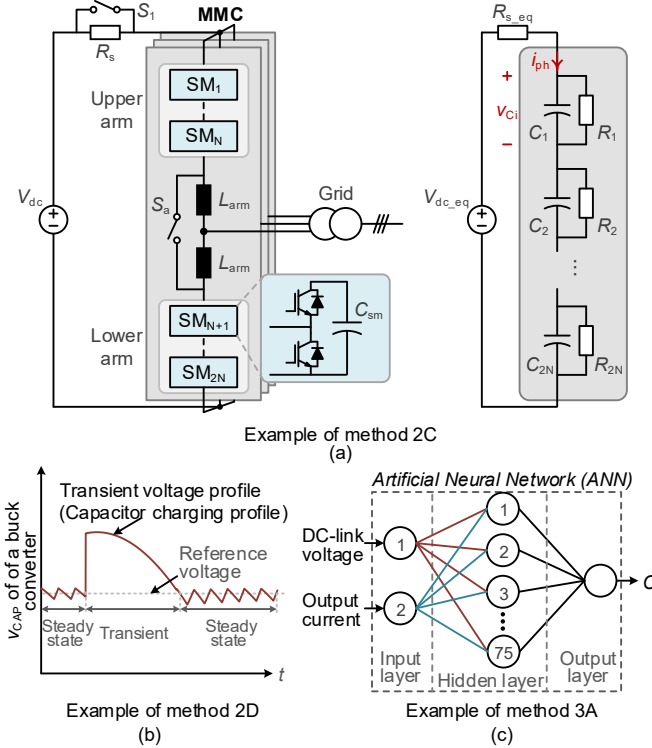 S1
Rs
MMC
SM1
Upper
arm
SMN
Vdc
Sa
Larm
Grid
Larm
SMN+1
Csm
Lower
arm
SM2N
Rs_eq
iph
+
vCi
−
C1
R1
Vdc_eq
C2
R2
...
C2N
R2N
Example of method 2C
(a)
vCAP of of a buck
converter
Transient voltage profile
(Capacitor charging profile)
Reference
voltage
Steady
state
Transient
Steady
state
t
Example of method 2D
(b)
Artificial Neural Network (ANN)
DC-link
voltage
1
Output
current
2
1
2
3
75
C
Input
layer
Hidden layer
Output
layer
Example of method 3A
(c)